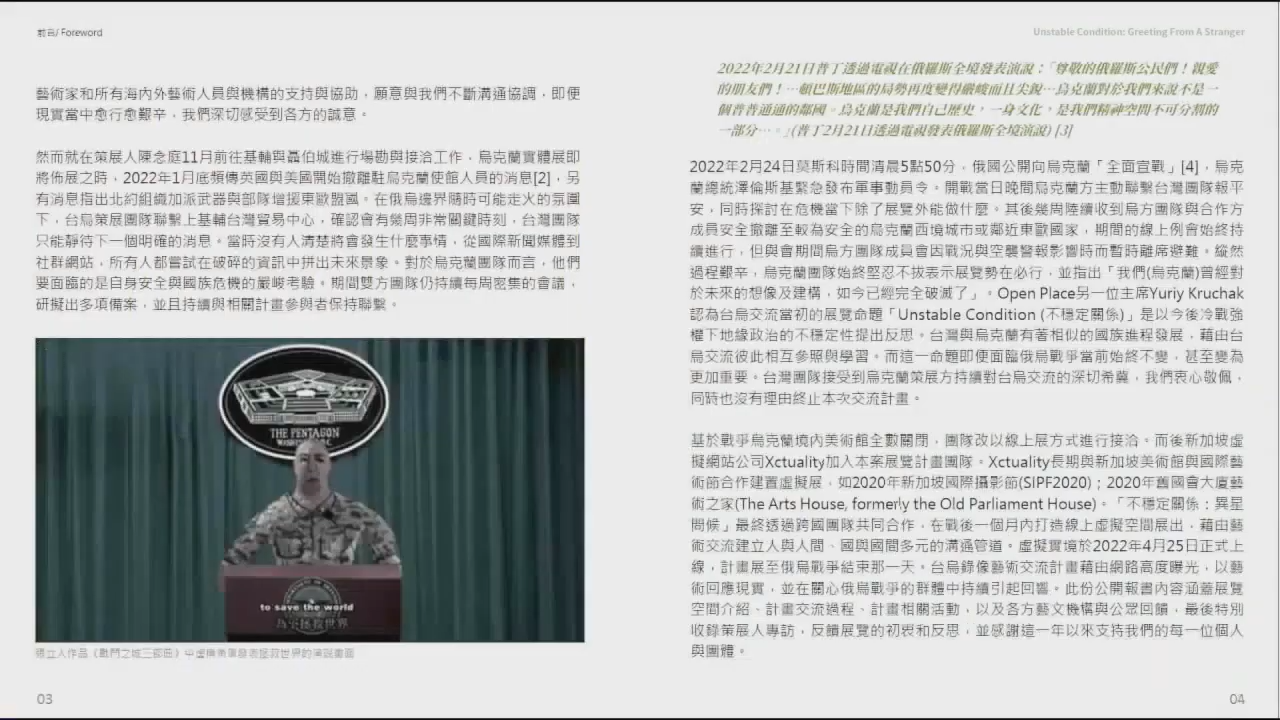 前言/ Foreword
Unstable Condition: Greeting From A Stranger
藝術家和所有海內外藝術人員與機構的支持與協助，願意與我們不斷溝通協調，即便
現實當中愈行愈艱辛，我們深切感受到各方的誠意。
然而就在策展人陳念庭11月前往基輔與聶伯城進行場勘與接洽工作，烏克蘭實體展即
將佈展之時，2022年1月底頻傳英國與美國開始撤離駐烏克蘭使館人員的消息[2]，另
有消息指出北約組織加派武器與部隊增援東歐盟國。在俄烏邊界隨時可能走火的氛圍
下，台烏策展團隊聯繫上基輔台灣貿易中心，確認會有幾周非常關鍵時刻，台灣團隊
只能靜待下一個明確的消息。當時沒有人清楚將會發生什麼事情，從國際新聞媒體到
社群網站，所有人都嘗試在破碎的資訊中拼出未來景象。對於烏克蘭團隊而言，他們
要面臨的是自身安全與國族危機的嚴峻考驗。期間雙方團隊仍持續每周密集的會議，
研擬出多項備案，並且持續與相關計畫參與者保持聯繫。
THE PENTAGON
WASHINGTON, D.C.
to save the world
為了拯救世界
張立人作品《戰鬥之城三部曲》中虛構美軍發表拯救世界的演說畫面
03
2022年2月21日普丁透過電視在俄羅斯全境發表演說：「尊敬的俄羅斯公民們！親愛
的朋友們！…頓巴斯地區的局勢再度變得嚴峻而且尖銳…烏克蘭對於我們來說不是一
個普普通通的鄰國。烏克蘭是我們自己歷史，一身文化，是我們精神空間不可分割的
一部分…。」(普丁2月21日透過電視發表俄羅斯全境演說) [3]
2022年2月24日莫斯科時間清晨5點50分，俄國公開向烏克蘭「全面宣戰」[4]，烏克
蘭總統澤倫斯基緊急發布軍事動員令。開戰當日晚間烏克蘭方主動聯繫台灣團隊報平
安，同時探討在危機當下除了展覽外能做什麼。其後幾周陸續收到烏方團隊與合作方
成員安全撤離至較為安全的烏克蘭西境城市或鄰近東歐國家，期間的線上例會始終持
續進行，但與會期間烏方團隊成員會因戰況與空襲警報影響時而暫時離席避難。縱然
過程艱辛，烏克蘭團隊始終堅忍不拔表示展覽勢在必行，並指出「我們(烏克蘭)曾經對
於未來的想像及建構，如今已經完全破滅了」。Open Place另一位主席Yuriy Kruchak
認為台烏交流當初的展覽命題「Unstable Condition (不穩定關係)」是以今後冷戰強
權下地緣政治的不穩定性提出反思。台灣與烏克蘭有著相似的國族進程發展，藉由台
烏交流彼此相互參照與學習。而這一命題即便面臨俄烏戰爭當前始終不變，甚至變為
更加重要。台灣團隊接受到烏克蘭策展方持續對台烏交流的深切希冀，我們衷心敬佩，
同時也沒有理由終止本次交流計畫。
基於戰爭烏克蘭境內美術館全數關閉，團隊改以線上展方式進行接洽。而後新加坡虛
擬網站公司Xctuality加入本案展覽計畫團隊。Xctuality長期與新加坡美術館與國際藝
術節合作建置虛擬展，如2020年新加坡國際攝影節(SIPF2020)；2020年舊國會大廈藝
術之家(The Arts House, formerly the Old Parliament House)。「不穩定關係：異星
問候」最終透過跨國團隊共同合作，在戰後一個月內打造線上虛擬空間展出，藉由藝
術交流建立人與人間、國與國間多元的溝通管道。虛擬實境於2022年4月25日正式上
線，計畫展至俄烏戰爭結束那一天。台烏錄像藝術交流計畫藉由網路高度曝光，以藝
術回應現實，並在關心俄烏戰爭的群體中持續引起回響。此份公開報書內容涵蓋展覽
空間介紹、計畫交流過程、計畫相關活動，以及各方藝文機構與公眾回饋，最後特別
收錄策展人專訪，反饋展覽的初衷和反思，並感謝這一年以來支持我們的每一位個人
與團體。
04